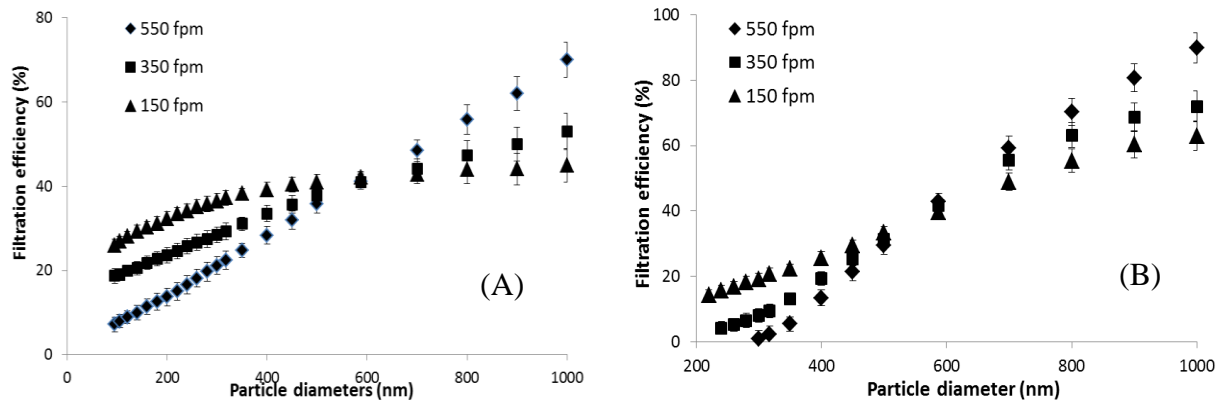 Filtration efficiency (%)
80
60
40
20
0
550 fpm
350 fpm
150 fpm
(A)
0 200 400 600 800 1000
Particle diameters (nm)
Filtration efficiency (%)
100
80
60
40
20
0
550 fpm
350 fpm
150 fpm
(B)
200 400 600 800 1000
Particle diameter (nm)